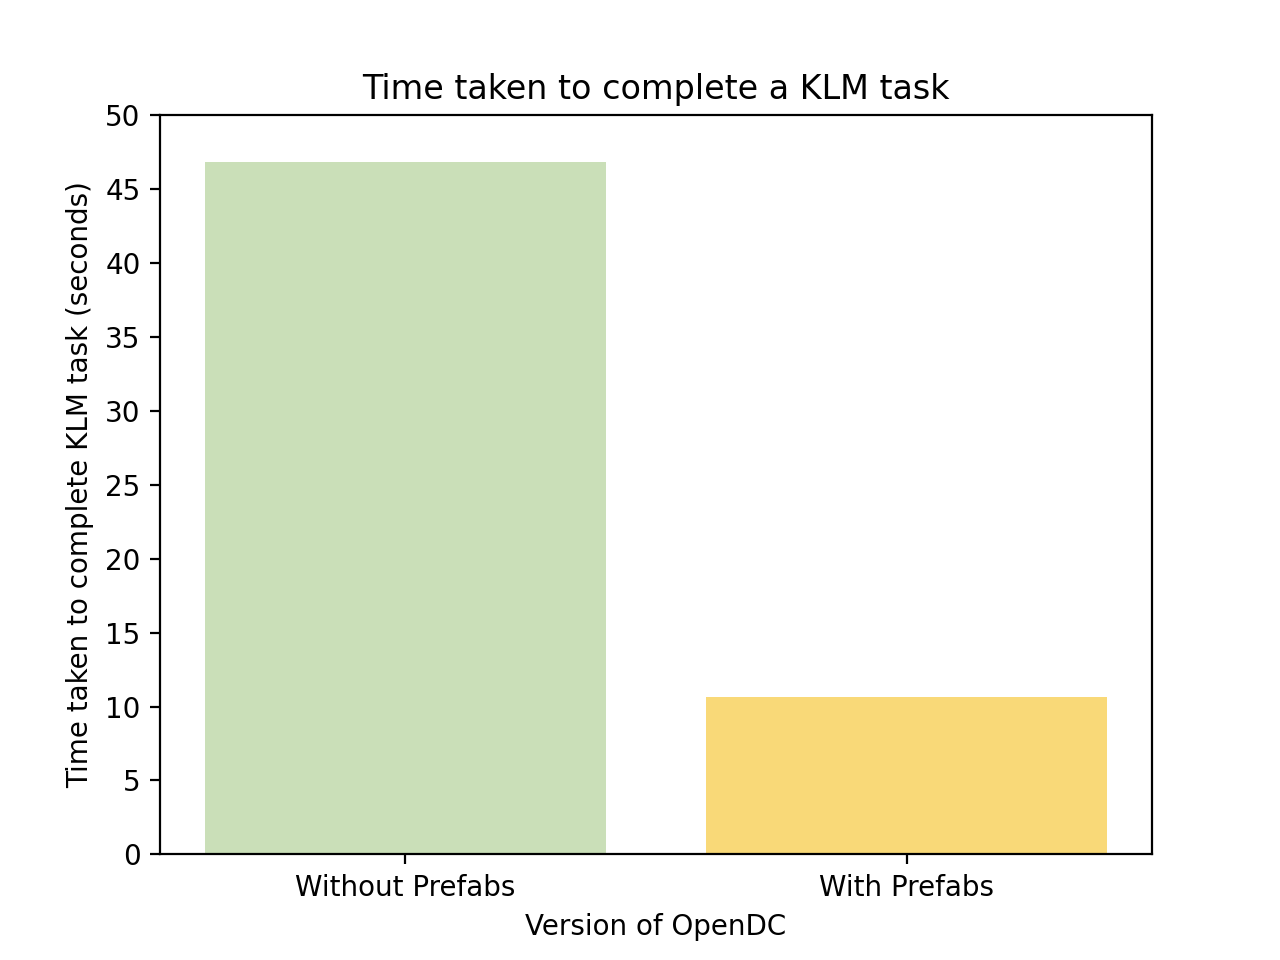 Time taken to complete a KLM task
Time taken to complete KLM task (seconds)
50
45
40
35
30
25
20
15
10
5
0
Without Prefabs
With Prefabs
Version of OpenDC